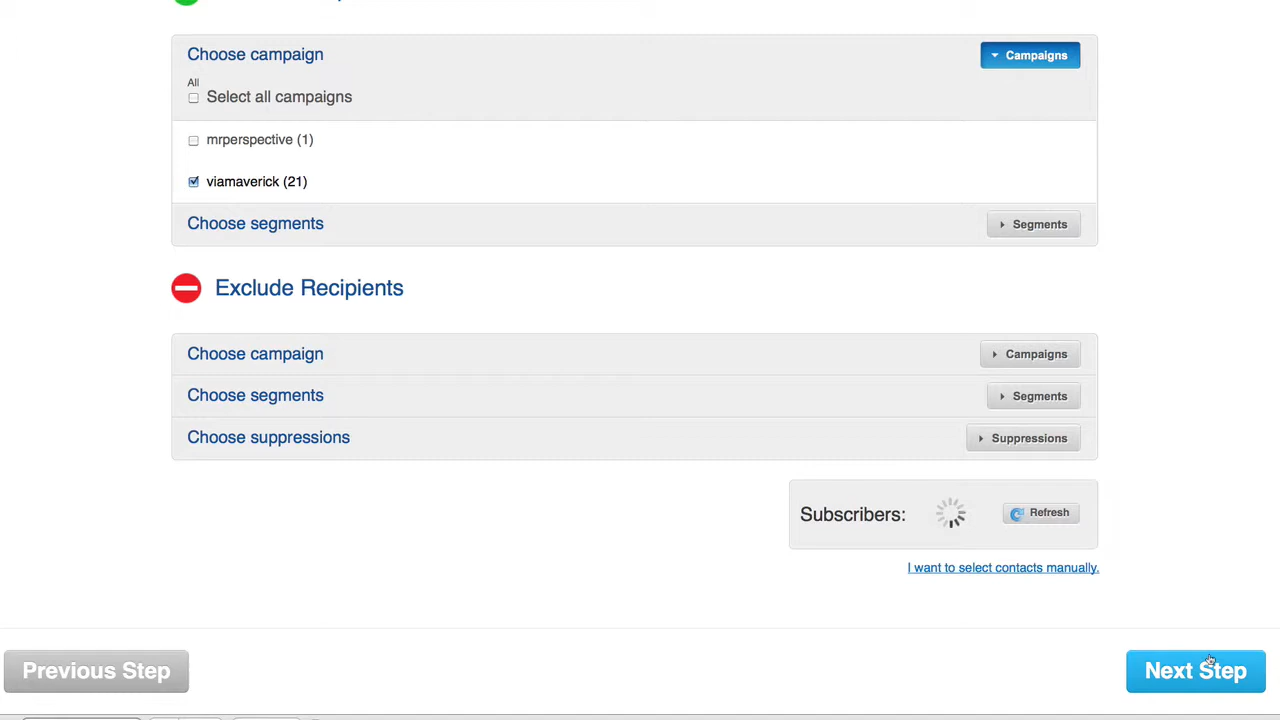 Choose campaign
Campaigns
All
Select all campaigns
mrperspective (1)
viamaverick (21)
Choose segments
Segments
Exclude Recipients
Choose campaign
Campaigns
Choose segments
Segments
Choose suppressions
Suppressions
Subscribers:
Refresh
I want to select contacts manually.
Previous Step
Next Step